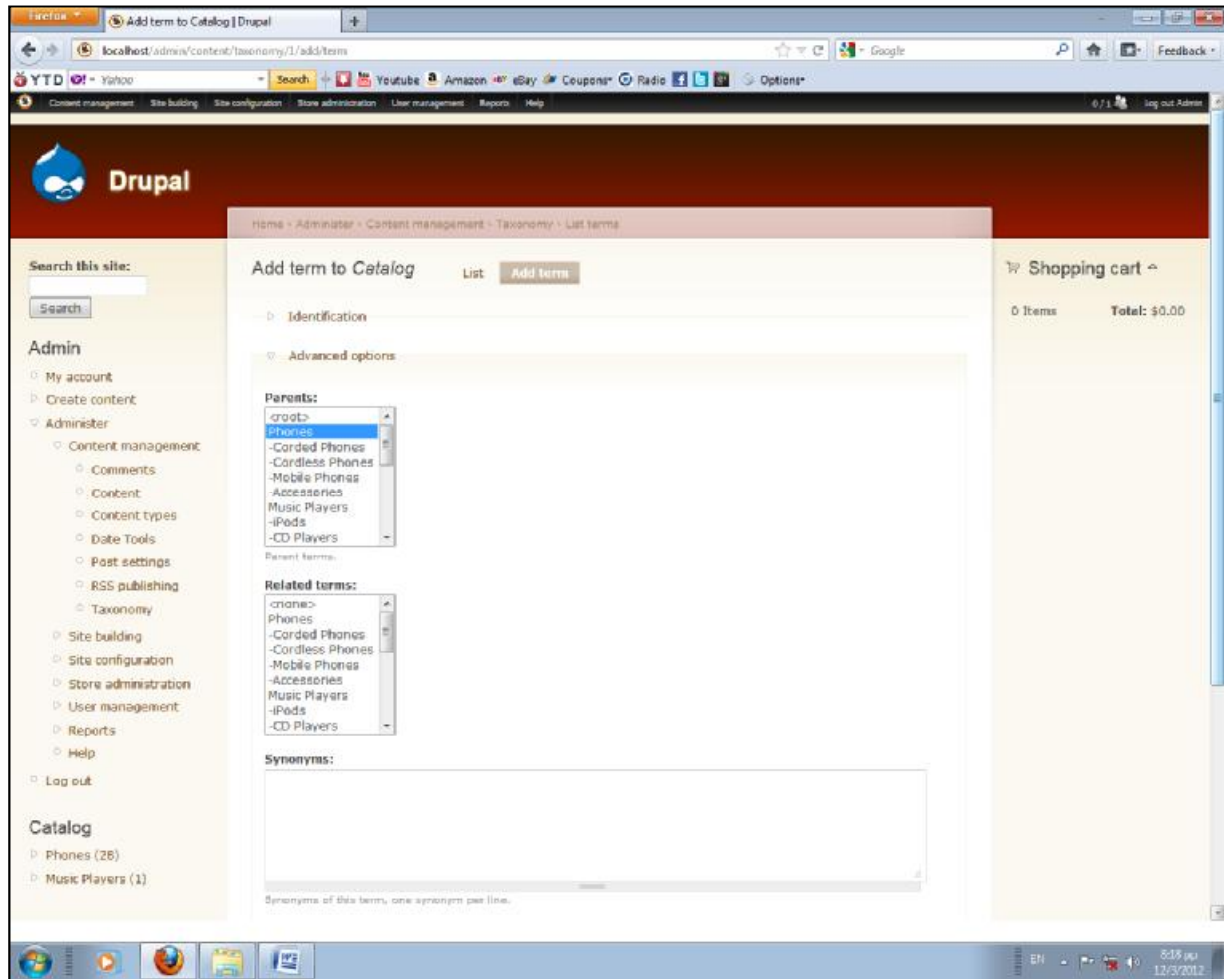 Firefox
Add term to Catalog | Drupal
localhost/admin/content/taxonomy/1/add/term
Google
Feedback
YTD Yahoo Search Youtube Amazon eBay Coupons Radio Options
Content management Site building Site configuration Store administration User management Reports Help 0/1 Log out Admin
Drupal
Home » Administer » Content management » Taxonomy » List terms
Search this site:
Search
Admin
My account
Create content
Administer
Content management
Comments
Content
Content types
Date Tools
Post settings
RSS publishing
Taxonomy
Site building
Site configuration
Store administration
User management
Reports
Help
Log out
Catalog
Phones (28)
Music Players (1)
Add term to Catalog
List Add term
Identification
Advanced options
Parents:
<root>
Phones
-Corded Phones
-Cordless Phones
-Mobile Phones
-Accessories
Music Players
-iPods
-CD Players
Parent terms.
Related terms:
<none>
Phones
-Corded Phones
-Cordless Phones
-Mobile Phones
-Accessories
Music Players
-iPods
-CD Players
Synonyms:
Synonyms of this term, one synonym per line.
Shopping cart
0 Items Total: $0.00
EN
8:18 μμ
12/3/2012